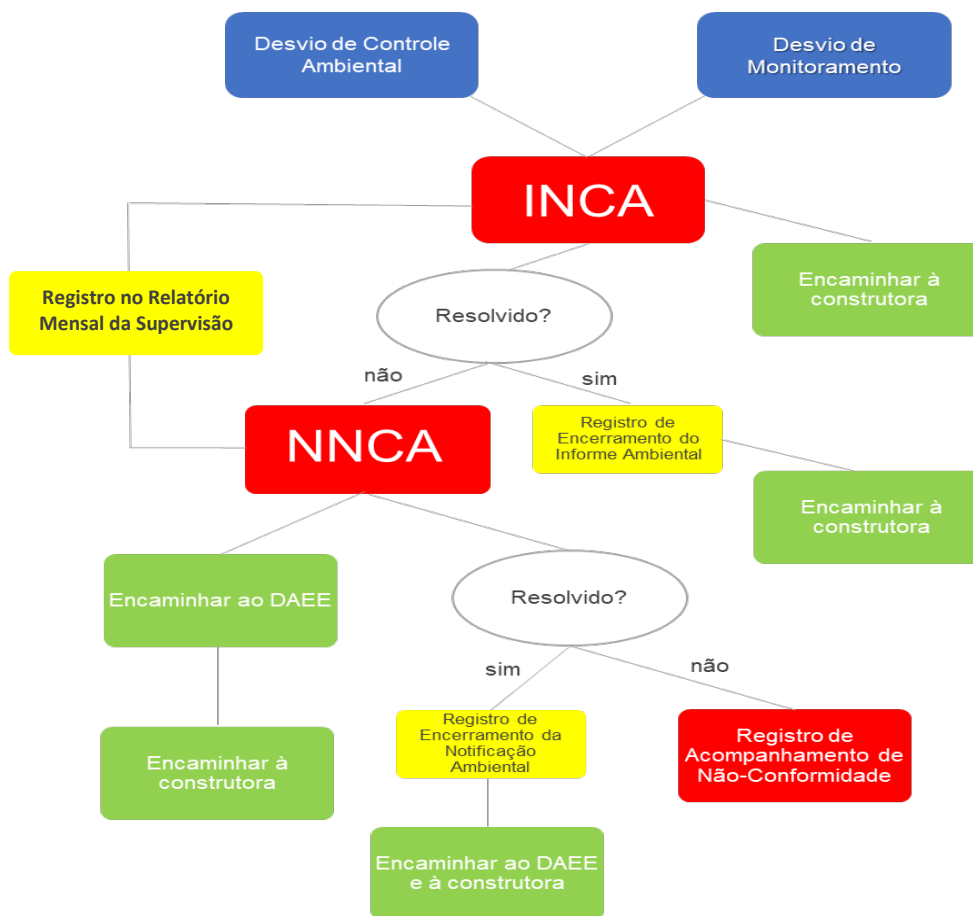 Desvio de Controle
Ambiental
Desvio de
Monitoramento
INCA
Registro no Relatório
Mensal da Supervisão
Resolvido?
Encaminhar à
construtora
não
sim
NNCA
Registro de
Encerramento do
Informe Ambiental
Encaminhar à
construtora
Encaminhar ao DAEE
Resolvido?
sim
não
Encaminhar à
construtora
Registro de
Encerramento da
Notificação
Ambiental
Registro de
Acompanhamento de
Não-Conformidade
Encaminhar ao DAEE
e à construtora